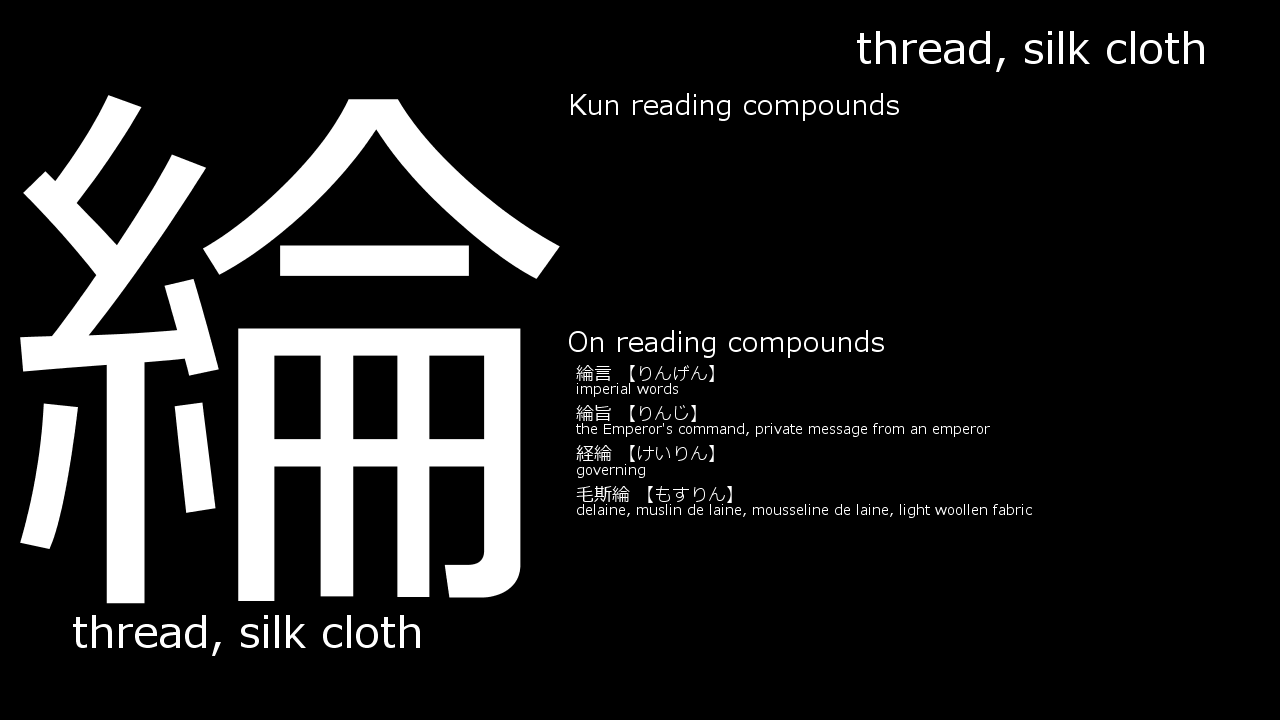 thread, silk cloth
綸
Kun reading compounds
On reading compounds
綸言 【りんげん】
imperial words
綸旨 【りんじ】
the Emperor's command, private message from an emperor
経綸 【けいりん】
governing
毛斯綸 【もすりん】
delaine, muslin de laine, mousseline de laine, light woollen fabric
thread, silk cloth